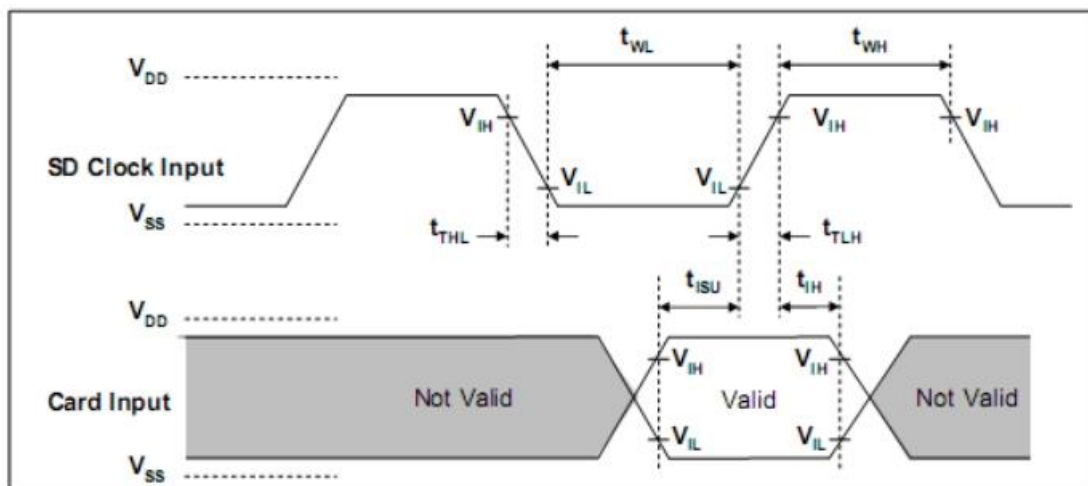 t_WL t_WH
V_DD
V_IH V_IH V_IH
SD Clock Input
V_IL V_IL
V_SS
t_THL t_TLH
t_ISU t_IH
V_DD
V_IH V_IH
Card Input Not Valid Valid Not Valid
V_IL V_IL
V_SS